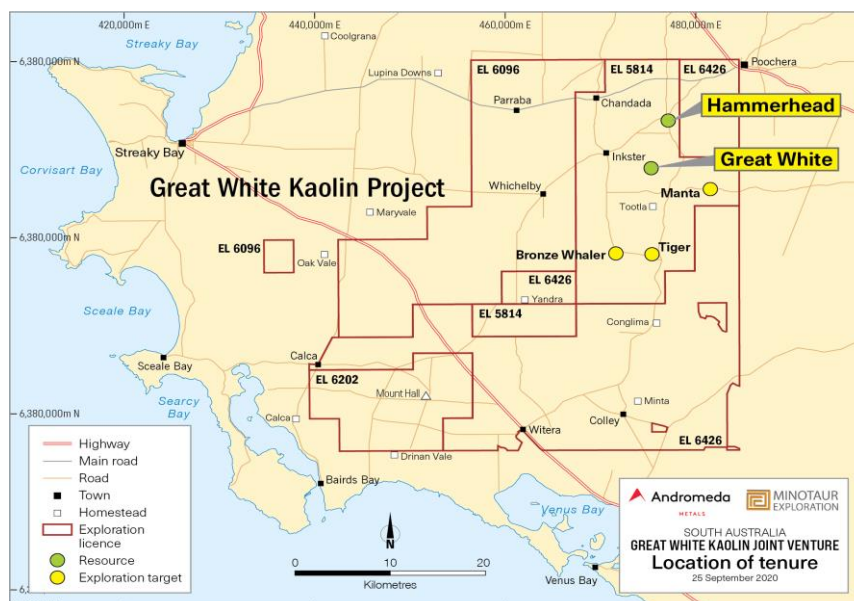 420,000m E
440,000m E
460,000m E
480,000m E
Streaky Bay
Coolgrana
6,380,000m N
EL 6096
EL 5814
EL 6426
Poochera
Lupina Downs
Parraba
Chandada
Hammerhead
Streaky Bay
Inkster
Great White
Corvisart Bay
Great White Kaolin Project
Whichelby
Manta
Maryvale
Tootla
6,380,000m N
EL 6096
Oak Vale
Bronze Whaler
Tiger
EL 6426
Yandra
Sceale Bay
EL 5814
Conglima
Calca
Sceale Bay
EL 6202
Mount Hall
Searcy
Bay
Minta
6,380,000m N
Calca
Colley
Witera
EL 6426
Drinan Vale
Bairds Bay
Highway
Main road
Road
Town
Homestead
Exploration
licence
Resource
Exploration target
N
0
10
20
Kilometres
Venus Bay
Venus Bay
Andromeda
METALS
MINOTAUR
EXPLORATION
SOUTH AUSTRALIA
GREAT WHITE KAOLIN JOINT VENTURE
Location of tenure
25 September 2020